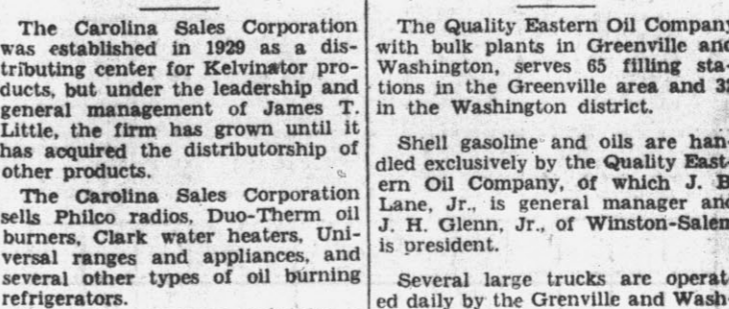 The Carolina Sales Corporation
was established in 1929 as a dis-
tributing center for Kelvinator pro-
ducts, but under the leadership and
general management of James T.
Little, the firm has grown until it
has acquired the distributorship of
other products.
The Carolina Sales Corporation
sells Philco radios, Duo-Therm oil
burners, Clark water heaters, Uni-
versal ranges and appliances, and
several other types of oil burning
refrigerators.
The Quality Eastern Oil Company
with bulk plants in Greenville and
Washington, serves 65 filling sta-
tions in the Greenville area and
in the Washington district.
Shell gasoline and oils are han-
dled exclusively by the Quality East-
ern Oil Company, of which J. B
Lane, Jr., is general manager and
J. H. Glenn, Jr., of Winston-Salem
is president.
Several large trucks are operat-
ed daily by the Grenville and Wash-